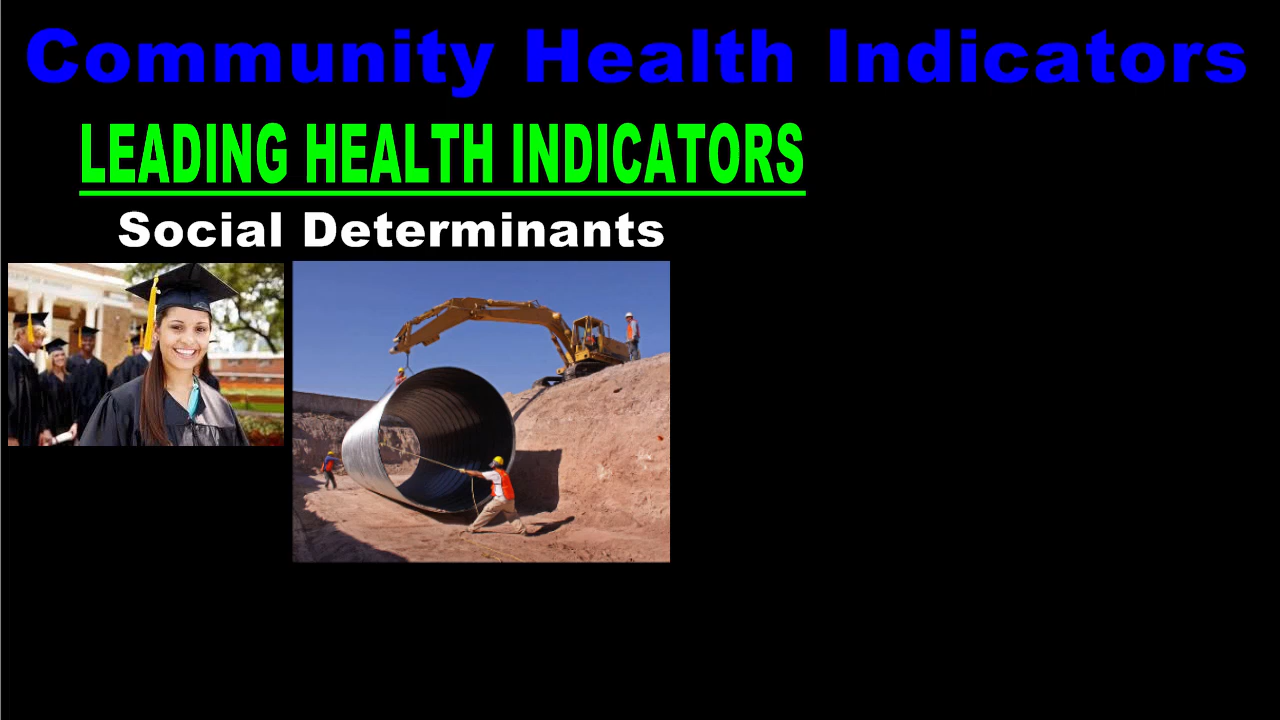 Community Health Indicators
LEADING HEALTH INDICATORS
Social Determinants